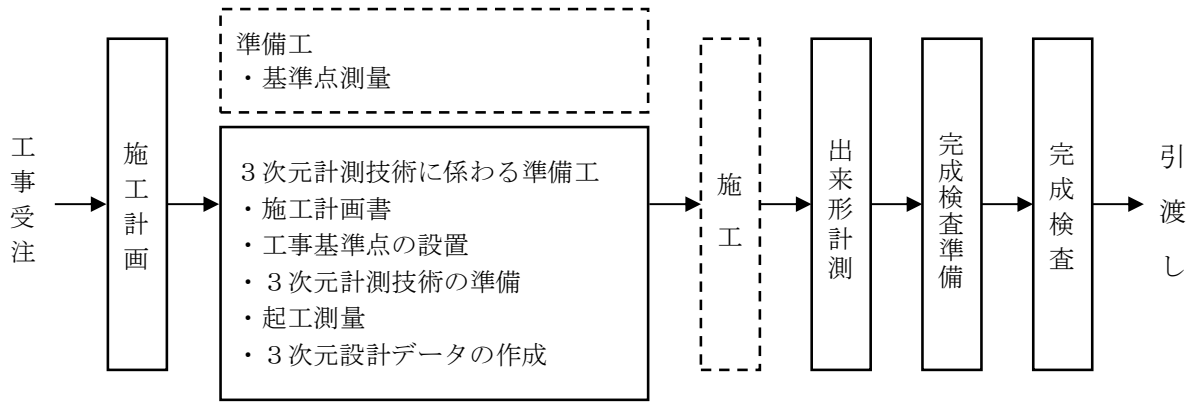 工事受注
施工計画
準備工
・基準点測量
３次元計測技術に係わる準備工
・施工計画書
・工事基準点の設置
・３次元計測技術の準備
・起工測量
・３次元設計データの作成
施工
出来形計測
完成検査準備
完成検査
引渡し